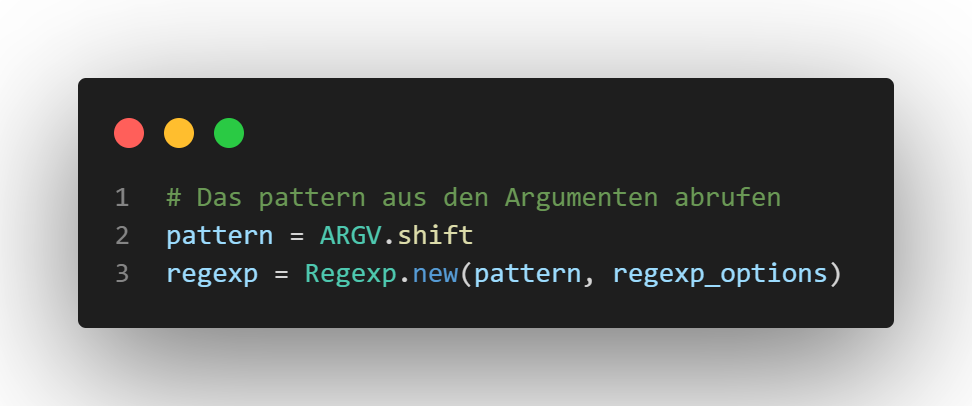 1 # Das pattern aus den Argumenten abrufen
2 pattern = ARGV.shift
3 regexp = Regexp.new(pattern, regexp_options)